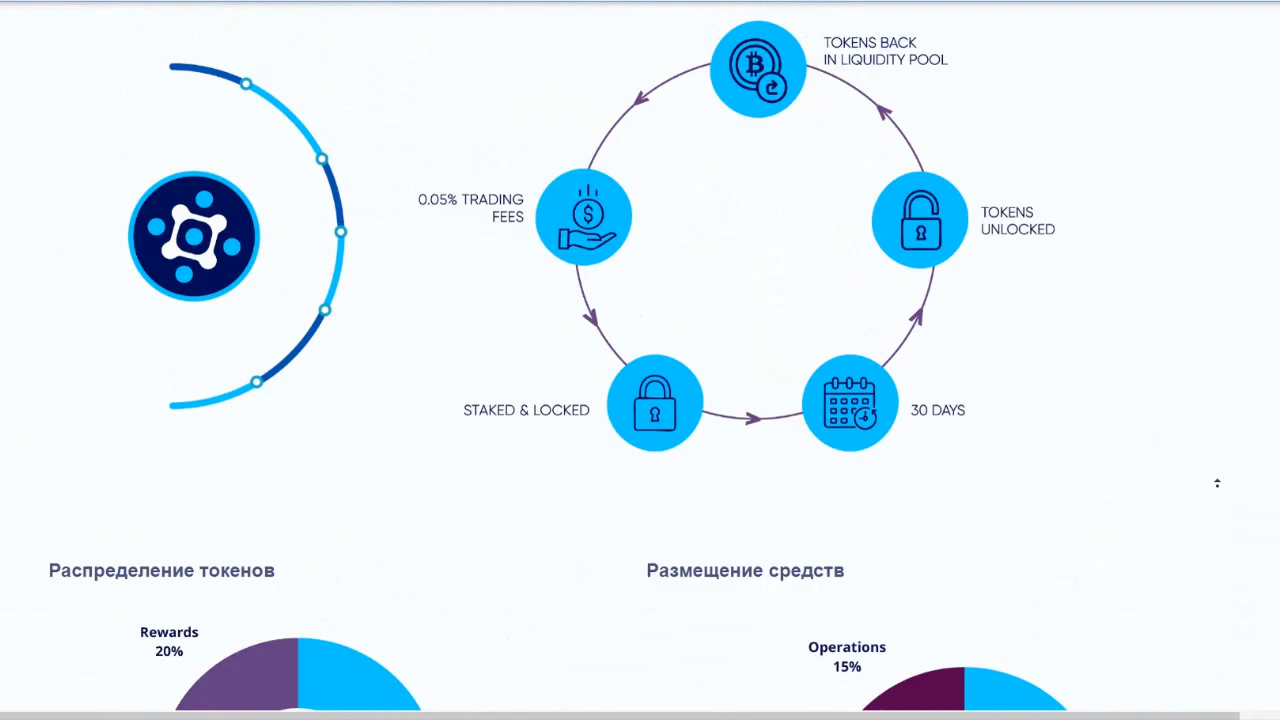 TOKENS BACK
IN LIQUIDITY POOL
0.05% TRADING
FEES
TOKENS
UNLOCKED
STAKED & LOCKED
30 DAYS
Распределение токенов
Размещение средств
Rewards
20%
Operations
15%